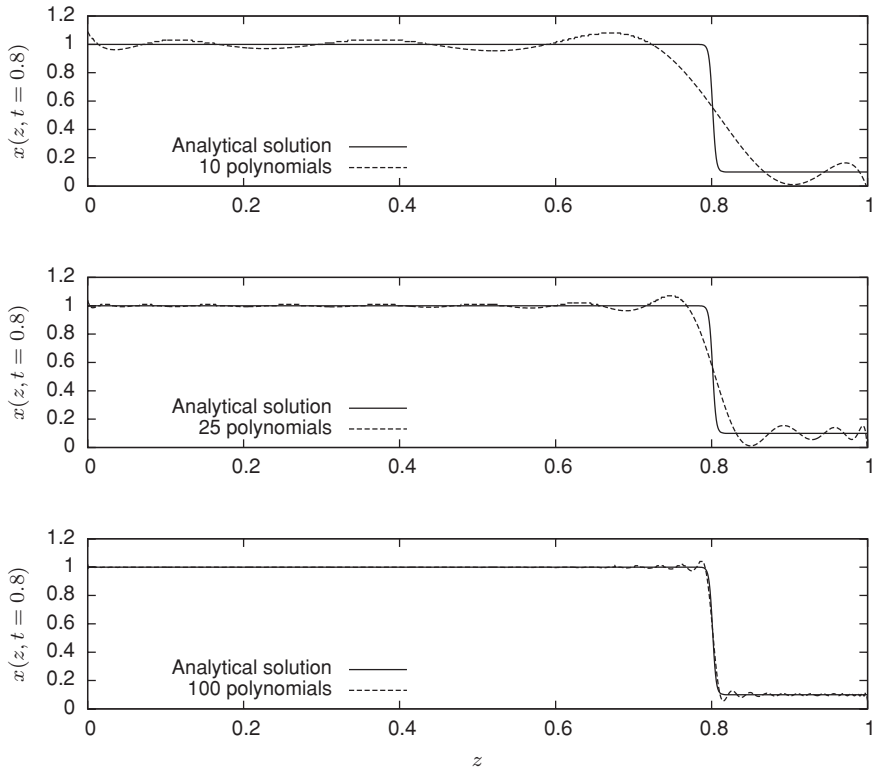 1.2
1
0.8
0.6
0.4
0.2
0
x(z, t = 0.8)
Analytical solution
10 polynomials
0 0.2 0.4 0.6 0.8 1
1.2
1
0.8
0.6
0.4
0.2
0
x(z, t = 0.8)
Analytical solution
25 polynomials
0 0.2 0.4 0.6 0.8 1
1.2
1
0.8
0.6
0.4
0.2
0
x(z, t = 0.8)
Analytical solution
100 polynomials
0 0.2 0.4 0.6 0.8 1
z